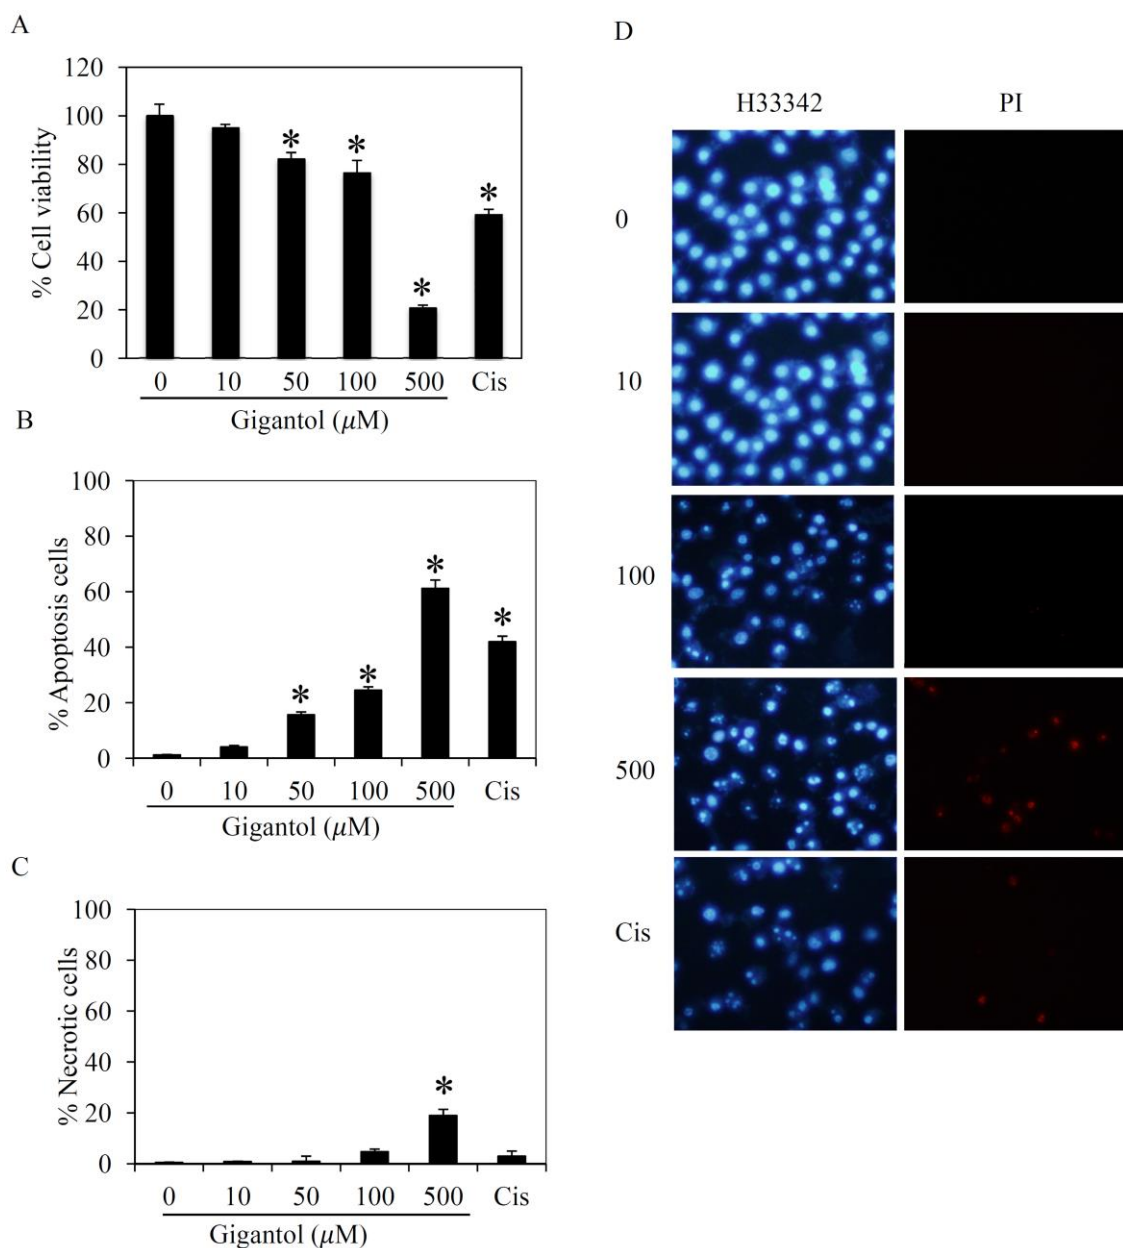 A
% Cell viability
120
100
80
60
40
20
0
* * * *
0 10 50 100 500 Cis
Gigantol (µM)
B
% Apoptosis cells
100
80
60
40
20
0
* * * *
0 10 50 100 500 Cis
Gigantol (µM)
C
% Necrotic cells
100
80
60
40
20
0
*
0 10 50 100 500 Cis
Gigantol (µM)
D
H33342 PI
0
10
100
500
Cis